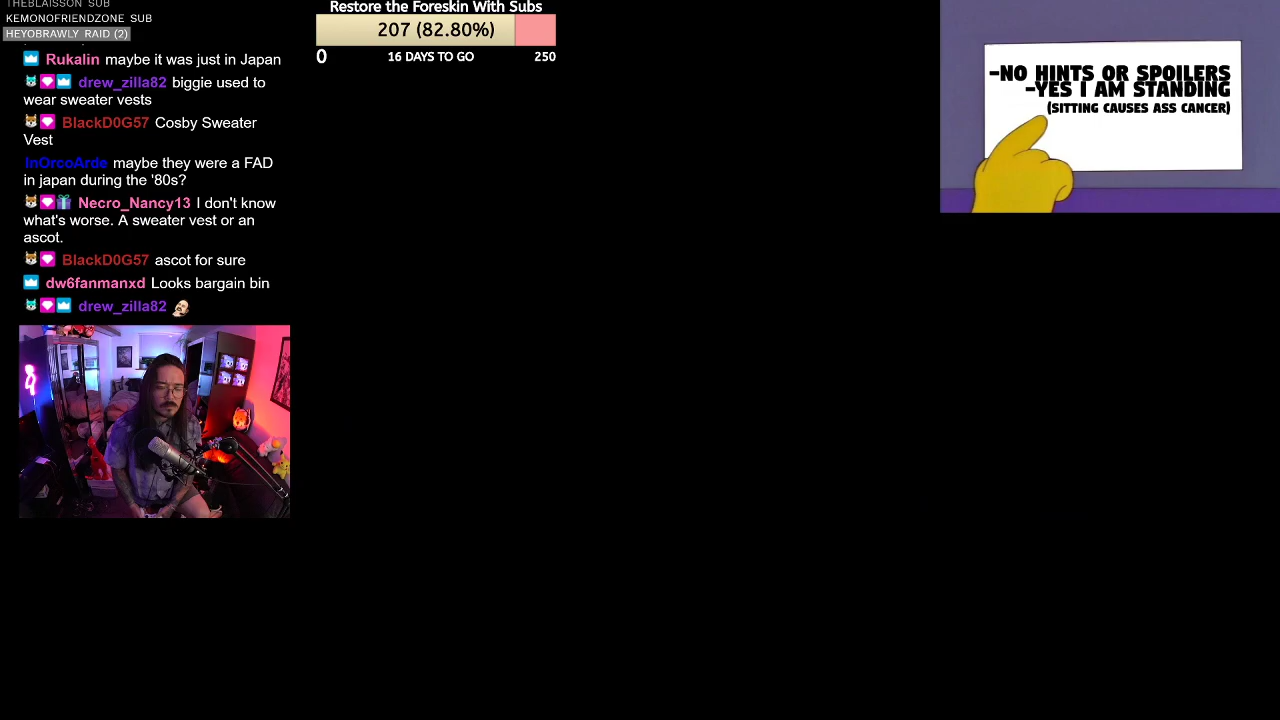 THEBLAISSON SUB
KEMONOFRIENDZONE SUB
HEYOBRAWLY RAID (2)
Rukalin maybe it was just in Japan
drew_zilla82 biggie used to
wear sweater vests
BlackD0G57 Cosby Sweater
Vest
InOrcoArde maybe they were a FAD
in japan during the '80s?
Necro_Nancy13 I don't know
what's worse. A sweater vest or an
ascot.
BlackD0G57 ascot for sure
dw6fanmanxd Looks bargain bin
drew_zilla82
Restore the Foreskin With Subs
207 (82.80%)
0 16 DAYS TO GO 250
-NO HINTS OR SPOILERS
-YES I AM STANDING
(SITTING CAUSES ASS CANCER)